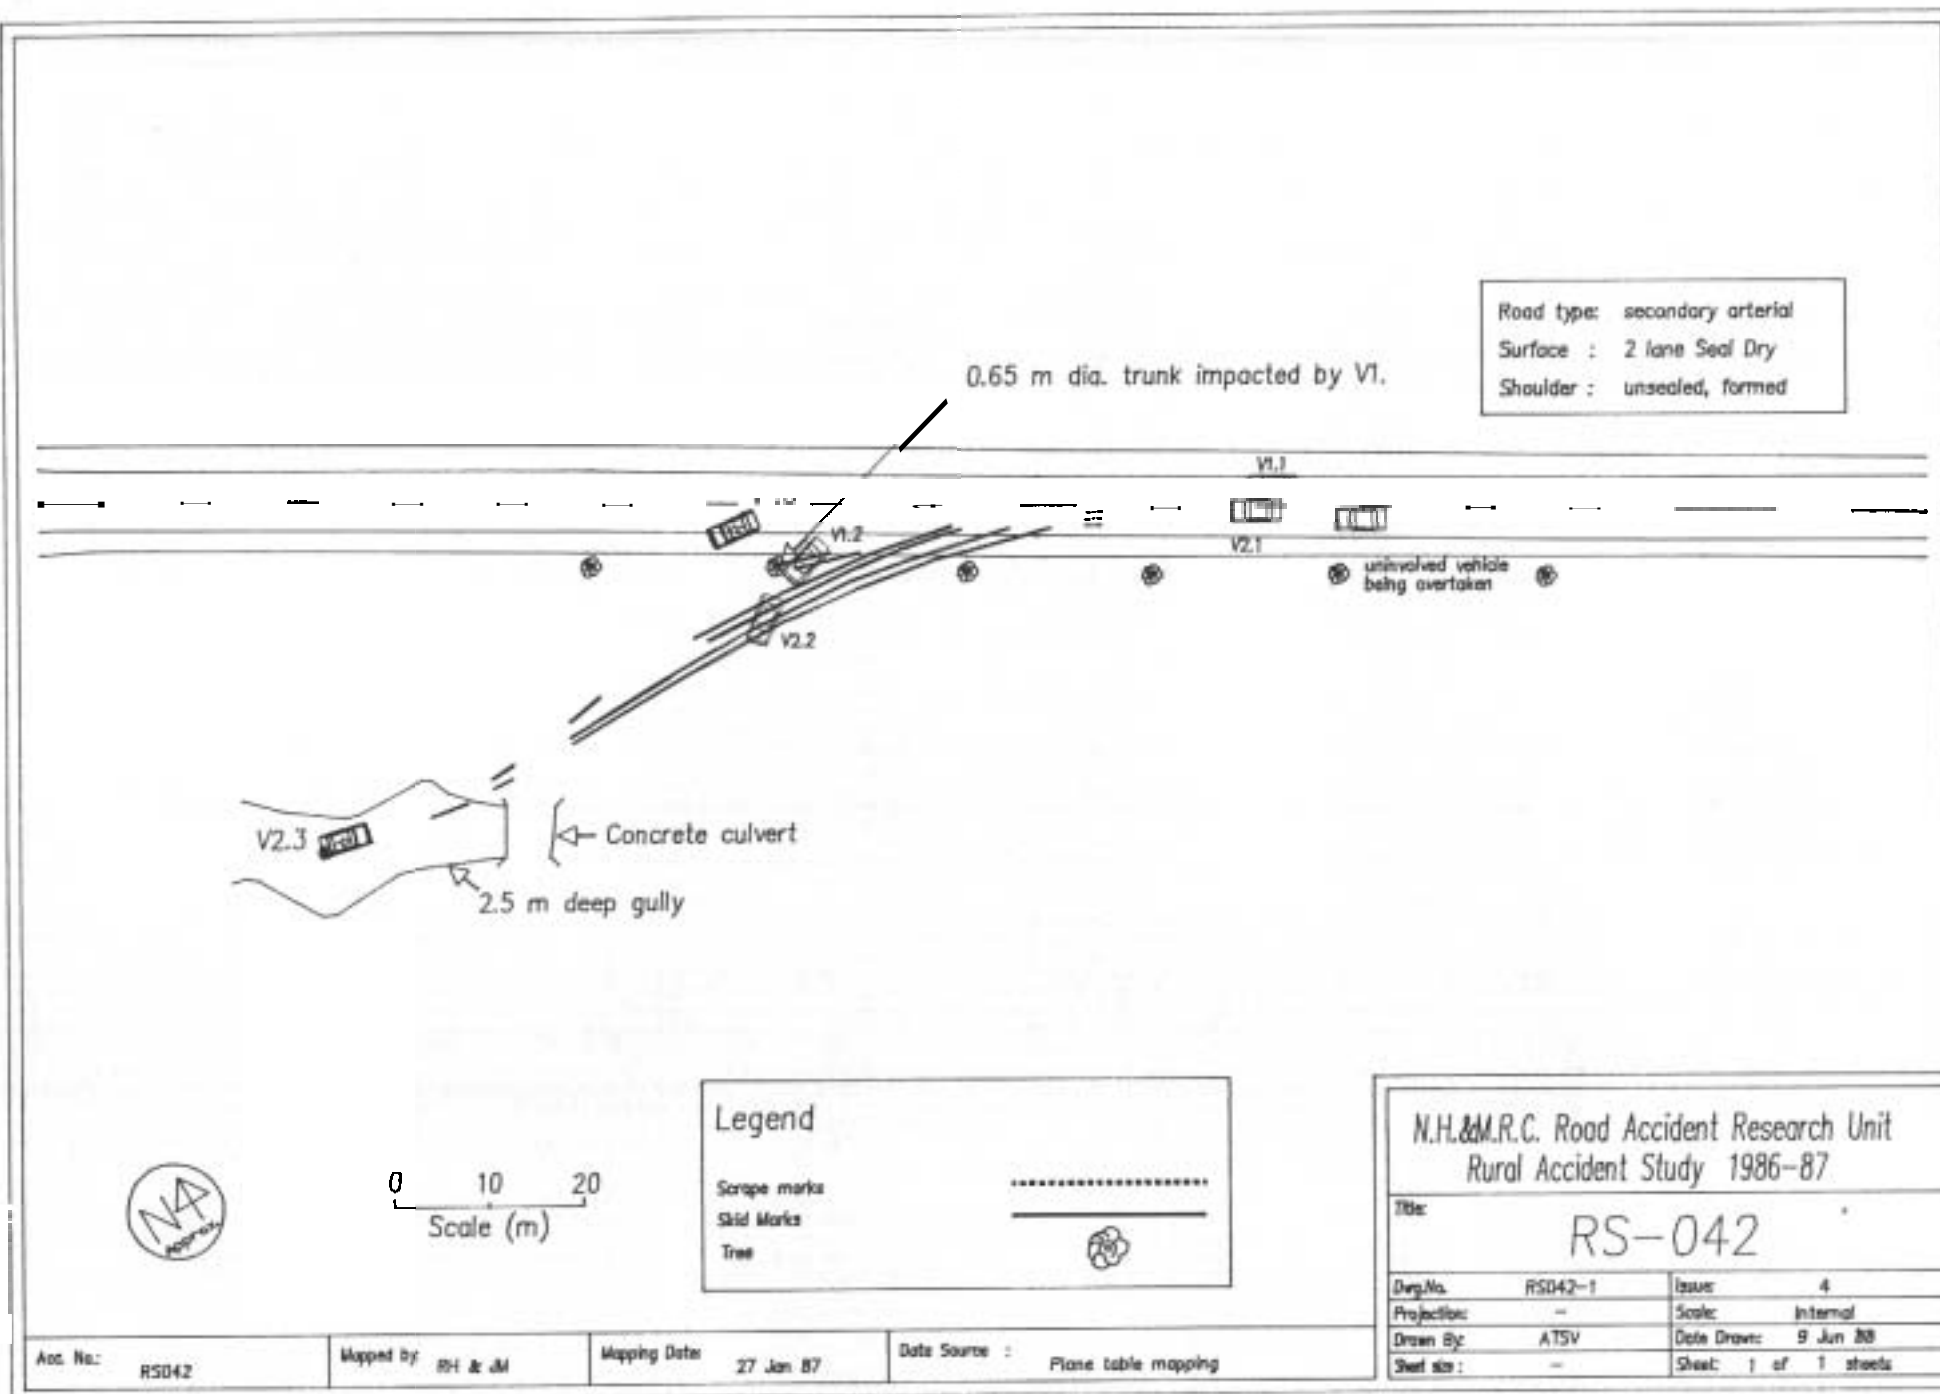 Road type: secondary arterial
Surface : 2 lane Seal Dry
Shoulder : unsealed, formed
0.65 m dia. trunk impacted by V1.
V1.1
V1.2
V2.1
uninvolved vehicle
being overtaken
V2.2
V2.3
Concrete culvert
2.5 m deep gully
N
approx.
0 10 20
Scale (m)
Legend
Scrape marks
Skid Marks
Tree
N.H.&M.R.C. Road Accident Research Unit
Rural Accident Study 1986-87
Title:
RS-042
Dwg.No. RS042-1 Issue: 4
Projection: - Scale: Internal
Drawn By: ATSV Date Drawn: 9 Jun 88
Sheet size : - Sheet: 1 of 1 sheets
Acc. No.: RS042 Mapped by: RH & JM Mapping Date: 27 Jan 87 Data Source : Plane table mapping